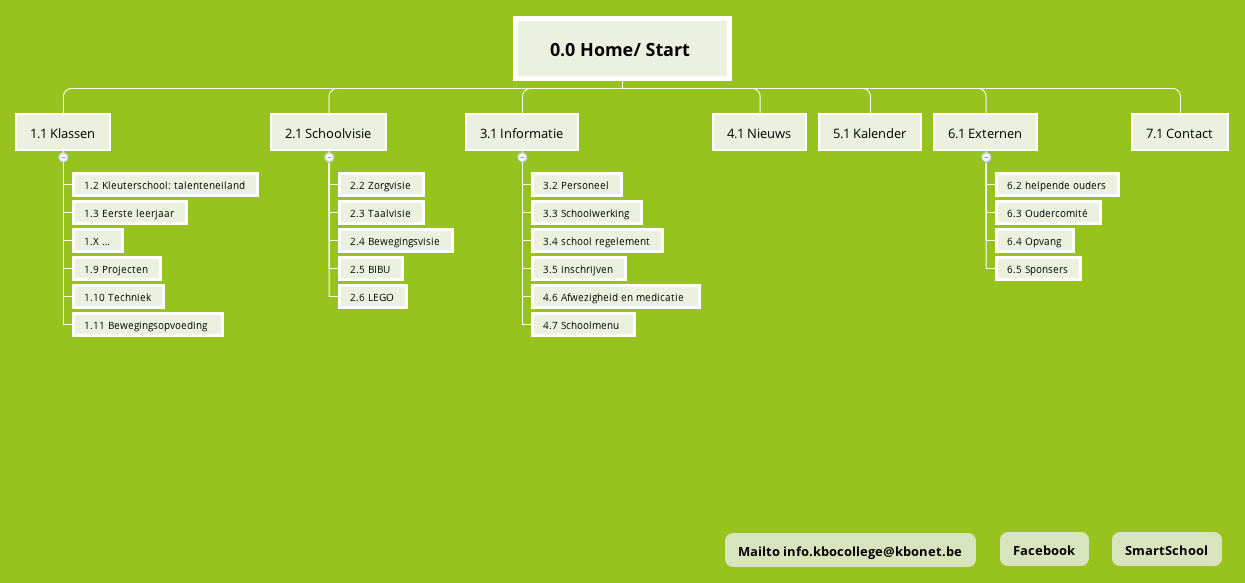 0.0 Home/ Start
1.1 Klassen
1.2 Kleuterschool: talenteneiland
1.3 Eerste leerjaar
1.X ...
1.9 Projecten
1.10 Techniek
1.11 Bewegingsopvoeding
2.1 Schoolvisie
2.2 Zorgvisie
2.3 Taalvisie
2.4 Bewegingsvisie
2.5 BIBU
2.6 LEGO
3.1 Informatie
3.2 Personeel
3.3 Schoolwerking
3.4 school regelement
3.5 inschrijven
4.6 Afwezigheid en medicatie
4.7 Schoolmenu
4.1 Nieuws
5.1 Kalender
6.1 Externen
6.2 helpende ouders
6.3 Oudercomité
6.4 Opvang
6.5 Sponsers
7.1 Contact
Mailto info.kbocollege@kbonet.be
Facebook
SmartSchool